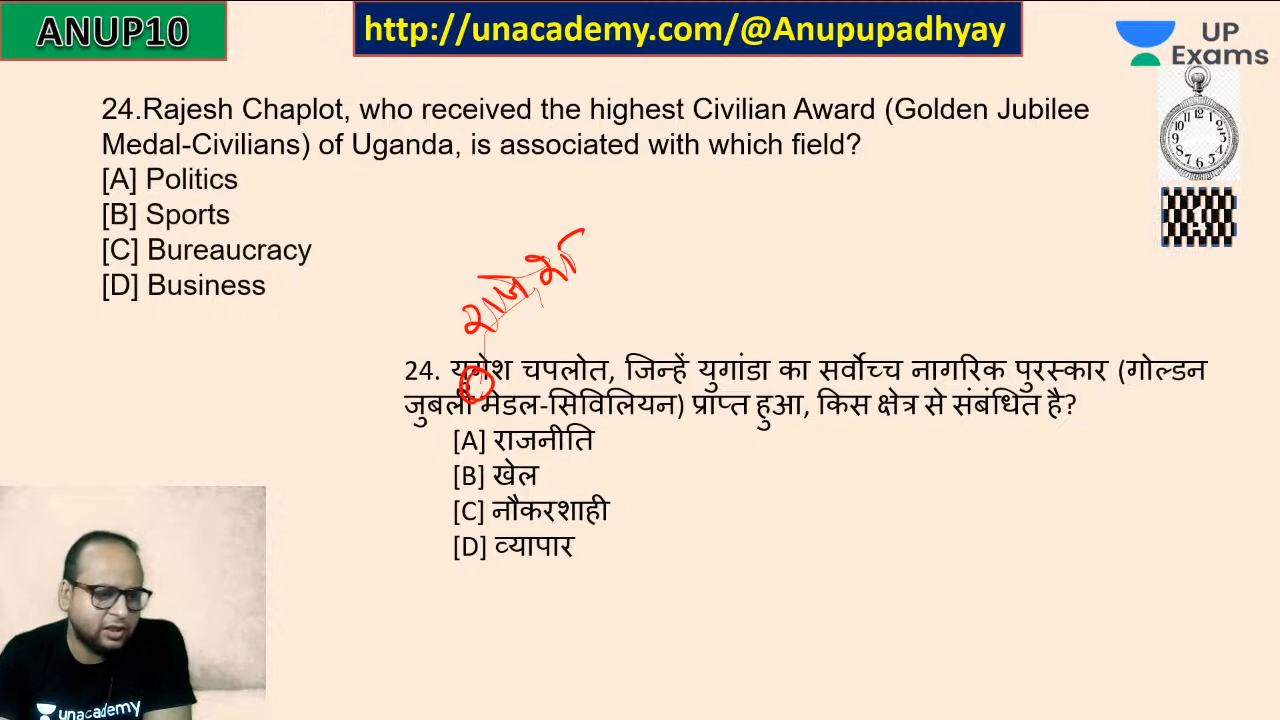 ANUP10
http://unacademy.com/@Anupupadhyay
UP
Exams
24.Rajesh Chaplot, who received the highest Civilian Award (Golden Jubilee
Medal-Civilians) of Uganda, is associated with which field?
[A] Politics
[B] Sports
[C] Bureaucracy
[D] Business
24. युगेश चपलोत, जिन्हें युगांडा का सर्वोच्च नागरिक पुरस्कार (गोल्डन
जुबली मेडल-सिविलियन) प्राप्त हुआ, किस क्षेत्र से संबंधित है?
[A] राजनीति
[B] खेल
[C] नौकरशाही
[D] व्यापार
unacademy